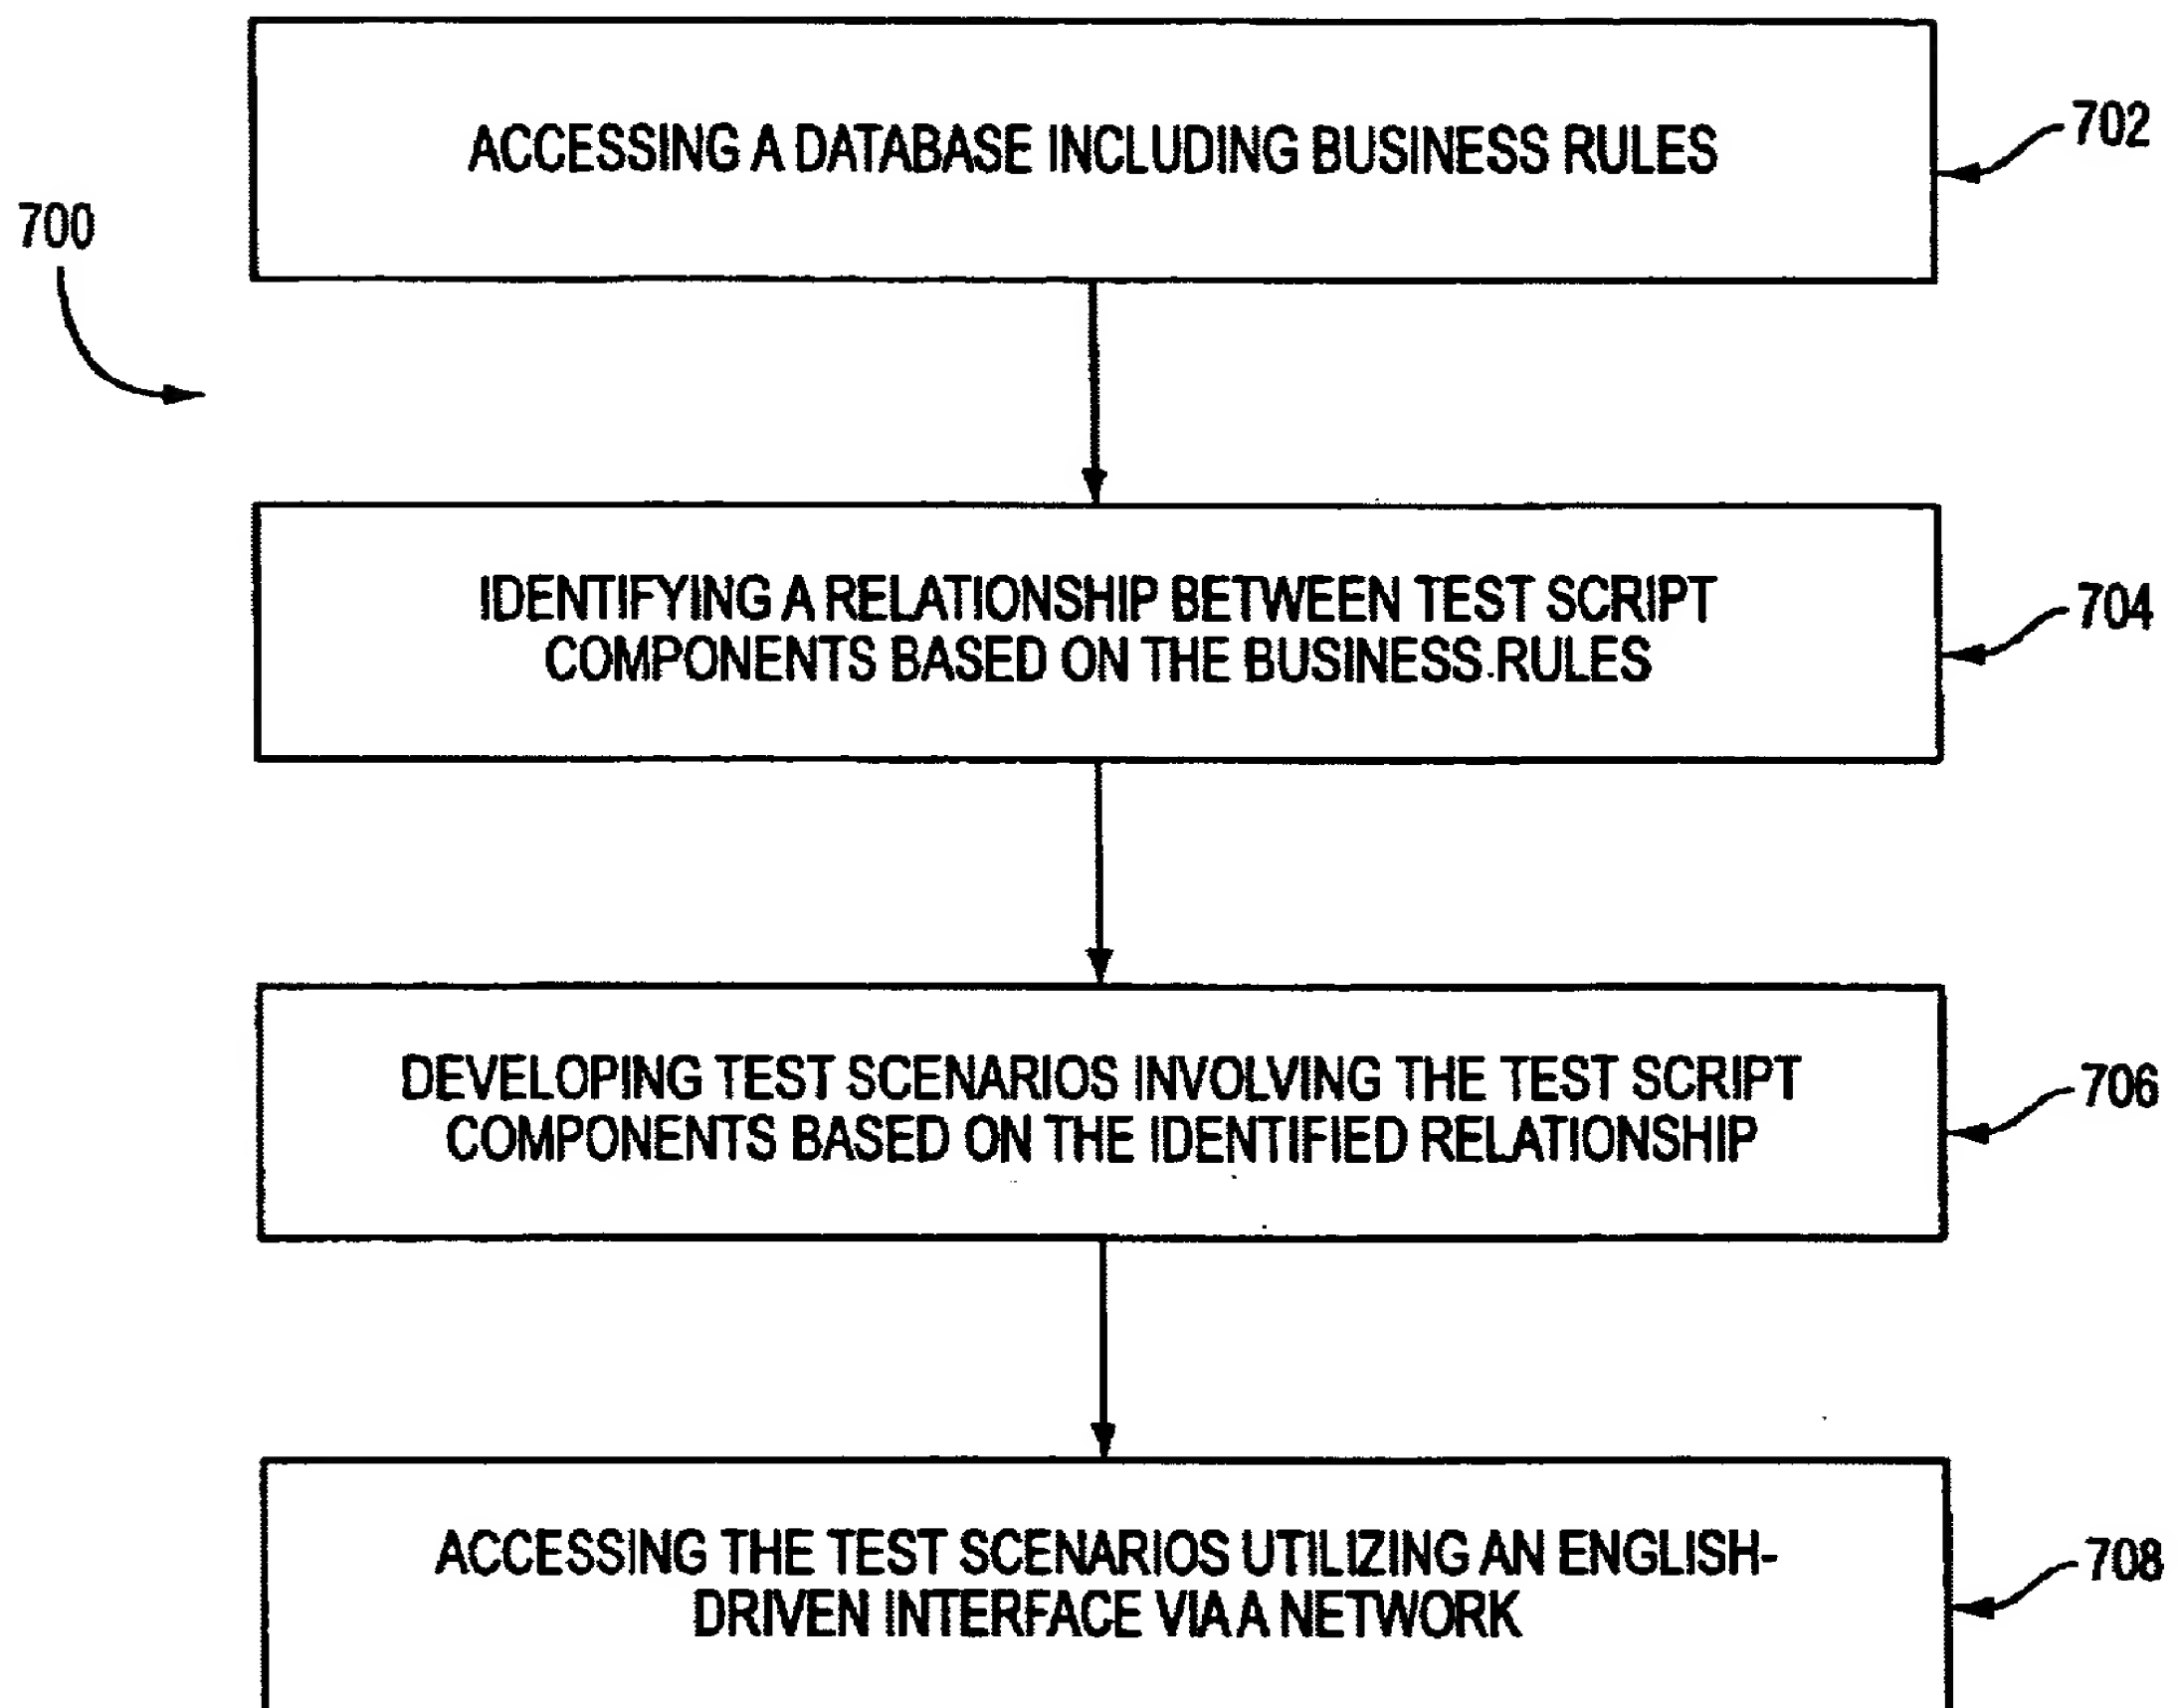 ACCESSING A DATABASE INCLUDING BUSINESS RULES
702
700
IDENTIFYING A RELATIONSHIP BETWEEN TEST SCRIPT
COMPONENTS BASED ON THE BUSINESS RULES
704
DEVELOPING TEST SCENARIOS INVOLVING THE TEST SCRIPT
COMPONENTS BASED ON THE IDENTIFIED RELATIONSHIP
706
ACCESSING THE TEST SCENARIOS UTILIZING AN ENGLISH-
DRIVEN INTERFACE VIA A NETWORK
708